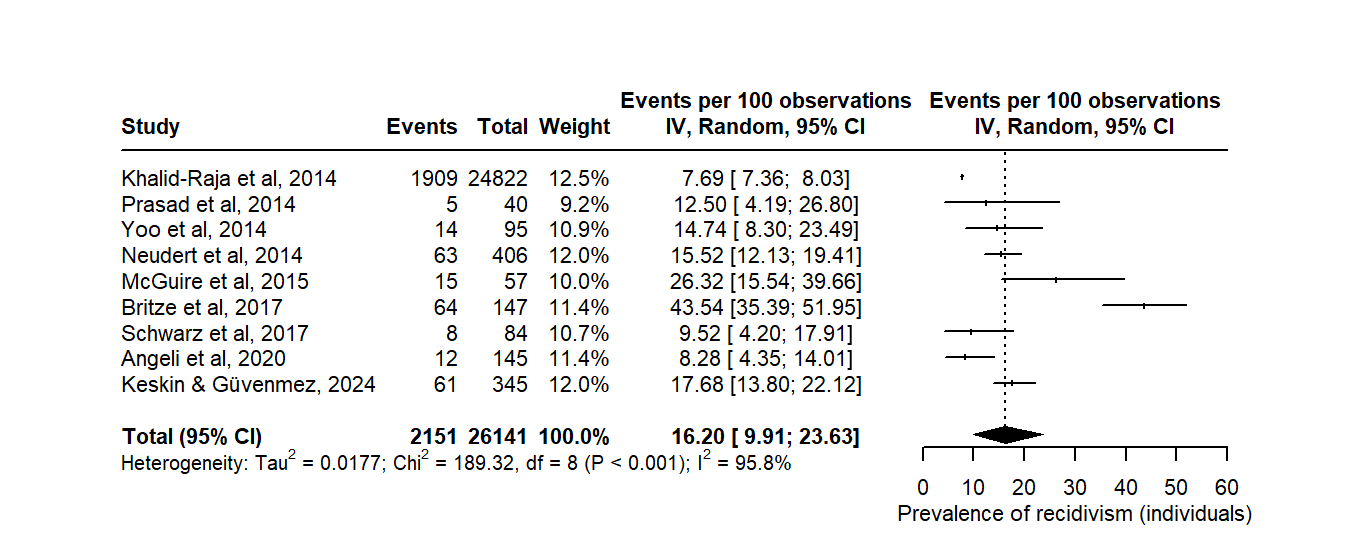 Events per 100 observations Events per 100 observations
Study Events Total Weight IV, Random, 95% CI IV, Random, 95% CI
Khalid-Raja et al, 2014 1909 24822 12.5% 7.69 [ 7.36; 8.03]
Prasad et al, 2014 5 40 9.2% 12.50 [ 4.19; 26.80]
Yoo et al, 2014 14 95 10.9% 14.74 [ 8.30; 23.49]
Neudert et al, 2014 63 406 12.0% 15.52 [12.13; 19.41]
McGuire et al, 2015 15 57 10.0% 26.32 [15.54; 39.66]
Britze et al, 2017 64 147 11.4% 43.54 [35.39; 51.95]
Schwarz et al, 2017 8 84 10.7% 9.52 [ 4.20; 17.91]
Angeli et al, 2020 12 145 11.4% 8.28 [ 4.35; 14.01]
Keskin & Güvenmez, 2024 61 345 12.0% 17.68 [13.80; 22.12]
Total (95% CI) 2151 26141 100.0% 16.20 [ 9.91; 23.63]
Heterogeneity: Tau² = 0.0177; Chi² = 189.32, df = 8 (P < 0.001); I² = 95.8%
0 10 20 30 40 50 60
Prevalence of recidivism (individuals)